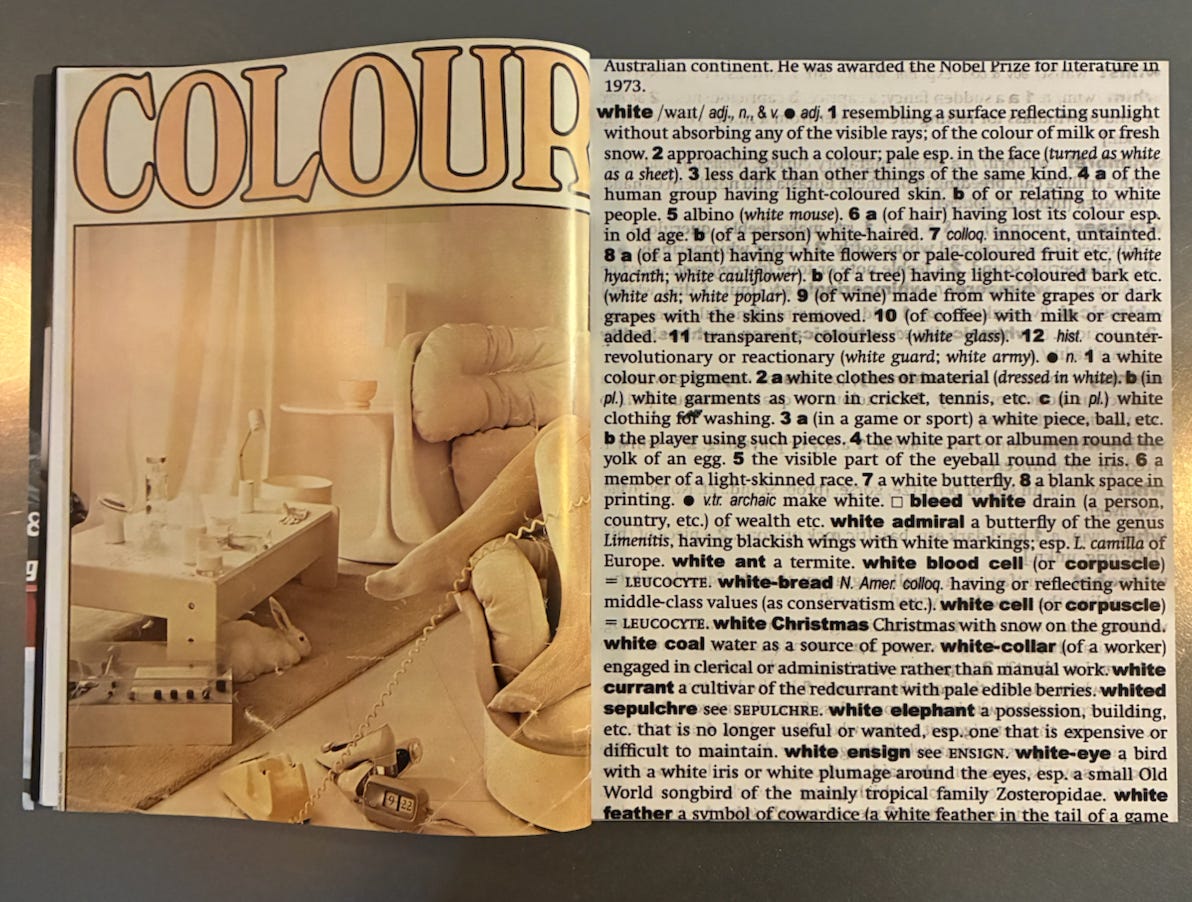 COLOUR
9 22
Australian continent. He was awarded the Nobel Prize for literature in
1973.
white /waɪt/ adj., n., & v. ● adj. 1 resembling a surface reflecting sunlight
without absorbing any of the visible rays; of the colour of milk or fresh
snow. 2 approaching such a colour; pale esp. in the face (turned as white
as a sheet). 3 less dark than other things of the same kind. 4 a of the
human group having light-coloured skin. b of or relating to white
people. 5 albino (white mouse). 6 a (of hair) having lost its colour esp.
in old age. b (of a person) white-haired. 7 colloq. innocent, untainted.
8 a (of a plant) having white flowers or pale-coloured fruit etc. (white
hyacinth; white cauliflower). b (of a tree) having light-coloured bark etc.
(white ash; white poplar). 9 (of wine) made from white grapes or dark
grapes with the skins removed. 10 (of coffee) with milk or cream
added. 11 transparent, colourless (white glass). 12 hist. counter-
revolutionary or reactionary (white guard; white army). ● n. 1 a white
colour or pigment. 2 a white clothes or material (dressed in white). b (in
pl.) white garments as worn in cricket, tennis, etc. c (in pl.) white
clothing for washing. 3 a (in a game or sport) a white piece, ball, etc.
b the player using such pieces. 4 the white part or albumen round the
yolk of an egg. 5 the visible part of the eyeball round the iris. 6 a
member of a light-skinned race. 7 a white butterfly. 8 a blank space in
printing. ● v.tr. archaic make white. □ bleed white drain (a person,
country, etc.) of wealth etc. white admiral a butterfly of the genus
Limenitis, having blackish wings with white markings; esp. L. camilla of
Europe. white ant a termite. white blood cell (or corpuscle)
= LEUCOCYTE. white-bread N. Amer. colloq. having or reflecting white
middle-class values (as conservatism etc.). white cell (or corpuscle)
= LEUCOCYTE. white Christmas Christmas with snow on the ground.
white coal water as a source of power. white-collar (of a worker)
engaged in clerical or administrative rather than manual work. white
currant a cultivar of the redcurrant with pale edible berries. whited
sepulchre see SEPULCHRE. white elephant a possession, building,
etc. that is no longer useful or wanted, esp. one that is expensive or
difficult to maintain. white ensign see ENSIGN. white-eye a bird
with a white iris or white plumage around the eyes, esp. a small Old
World songbird of the mainly tropical family Zosteropidae. white
feather a symbol of cowardice (a white feather in the tail of a game